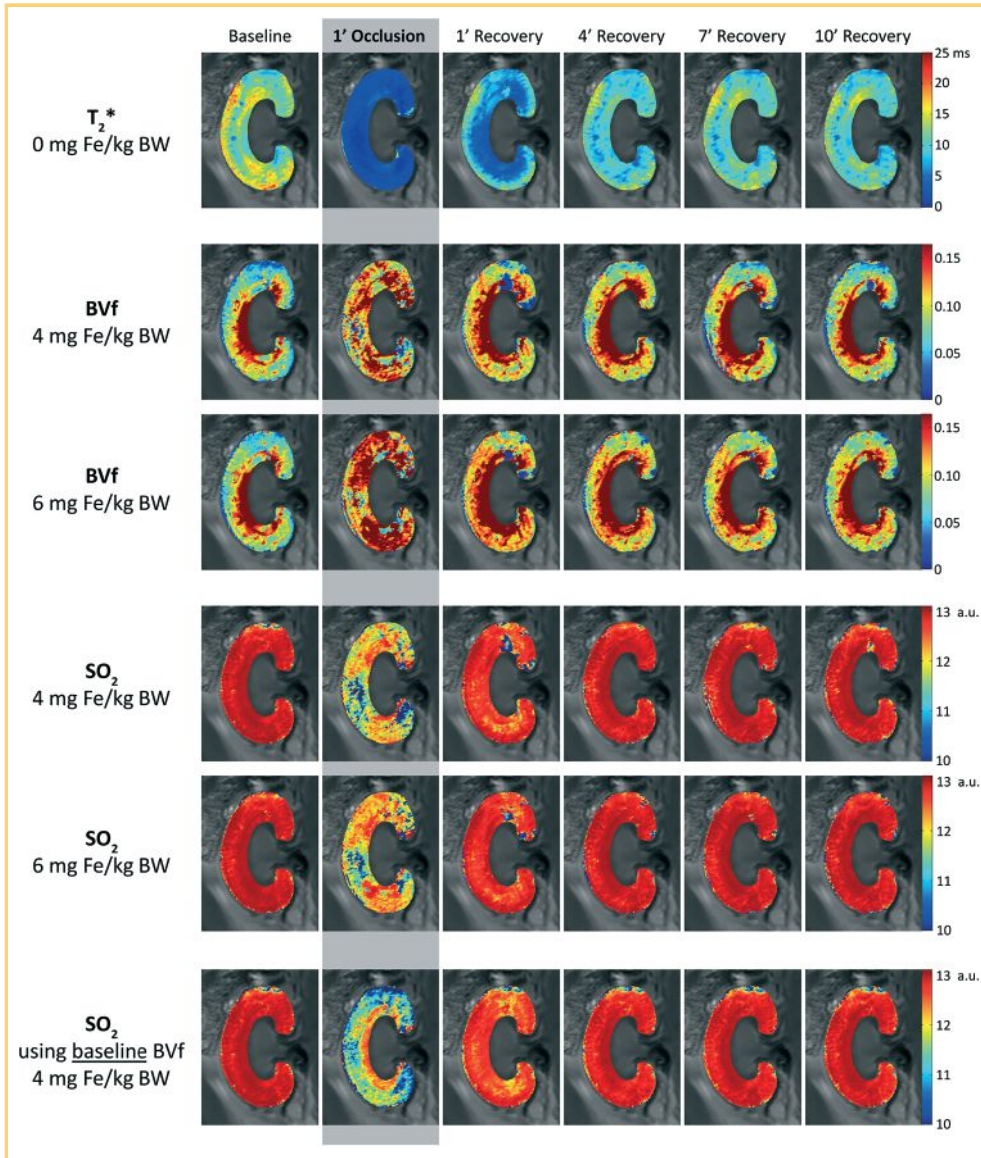 Baseline 1' Occlusion 1' Recovery 4' Recovery 7' Recovery 10' Recovery
25 ms
20
T2*
0 mg Fe/kg BW
15
10
5
0
0.15
BVf
4 mg Fe/kg BW
0.10
0.05
0
0.15
BVf
6 mg Fe/kg BW
0.10
0.05
0
13 a.u.
SO2
4 mg Fe/kg BW
12
11
10
13 a.u.
SO2
6 mg Fe/kg BW
12
11
10
13 a.u.
SO2
using baseline BVf
4 mg Fe/kg BW
12
11
10